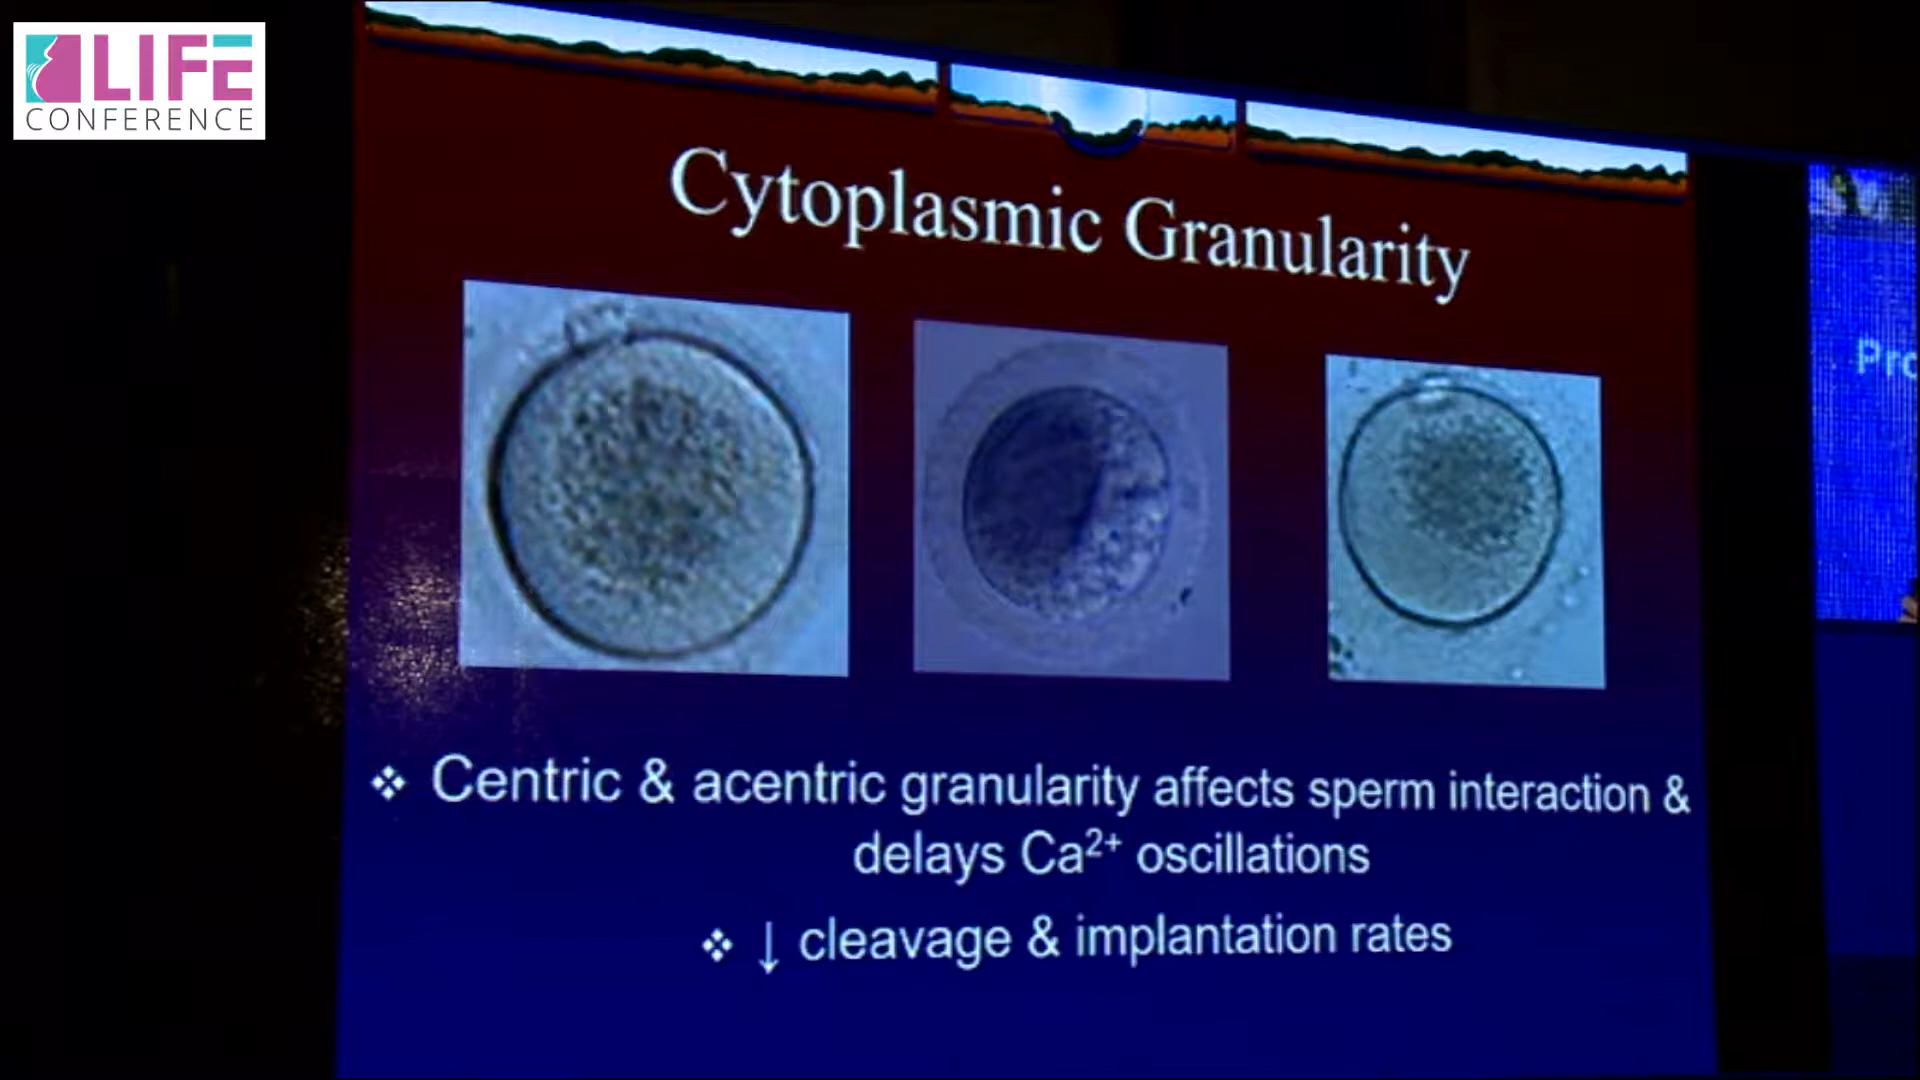 LIFE
CONFERENCE
Cytoplasmic Granularity
❖ Centric & acentric granularity affects sperm interaction &
delays Ca²⁺ oscillations
❖ ↓ cleavage & implantation rates